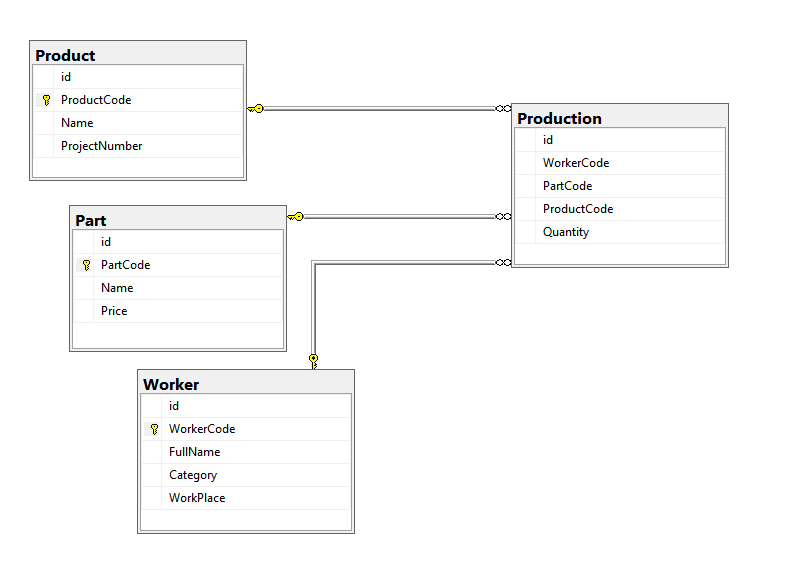 Product
id
ProductCode
Name
ProjectNumber
Production
id
WorkerCode
PartCode
ProductCode
Quantity
Part
id
PartCode
Name
Price
Worker
id
WorkerCode
FullName
Category
WorkPlace